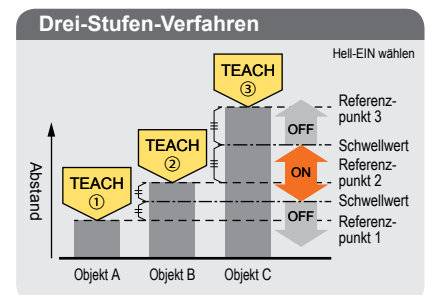 Drei-Stufen-Verfahren
Hell-EIN wählen
TEACH
③
TEACH
②
TEACH
①
Referenz-
punkt 3
OFF
Schwellwert
ON
Referenz-
punkt 2
Schwellwert
OFF
Referenz-
punkt 1
Abstand
Objekt A
Objekt B
Objekt C